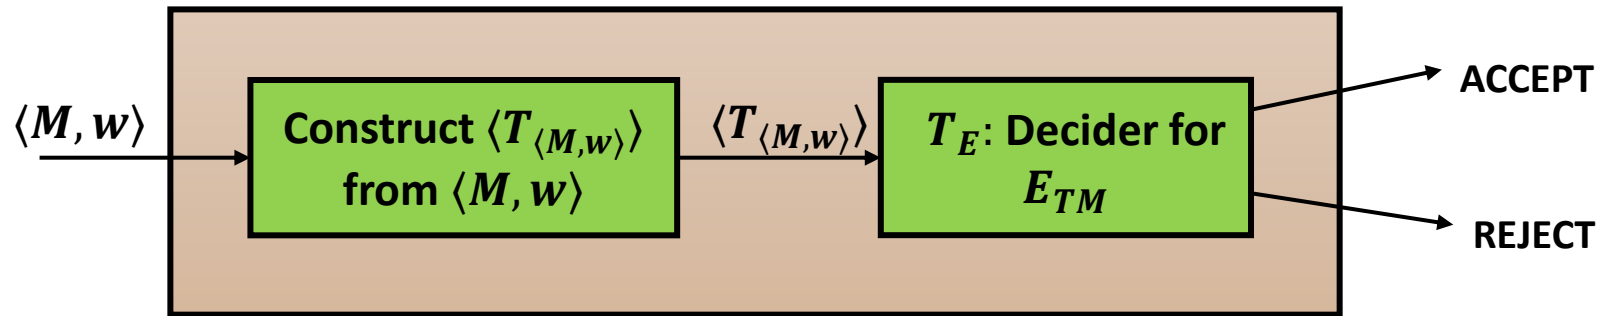 ⟨M, w⟩
Construct ⟨T⟨M,w⟩⟩
from ⟨M, w⟩
⟨T⟨M,w⟩⟩
T_E: Decider for
E_TM
ACCEPT
REJECT